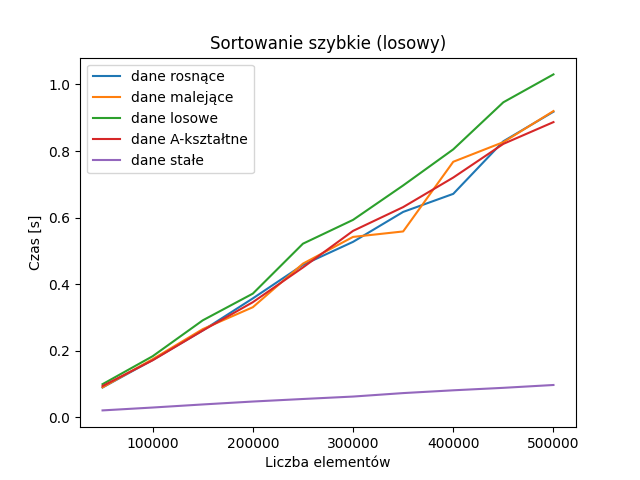 Sortowanie szybkie (losowy)
dane rosnące
dane malejące
dane losowe
dane A-kształtne
dane stałe
Czas [s]
1.0
0.8
0.6
0.4
0.2
0.0
100000 200000 300000 400000 500000
Liczba elementów